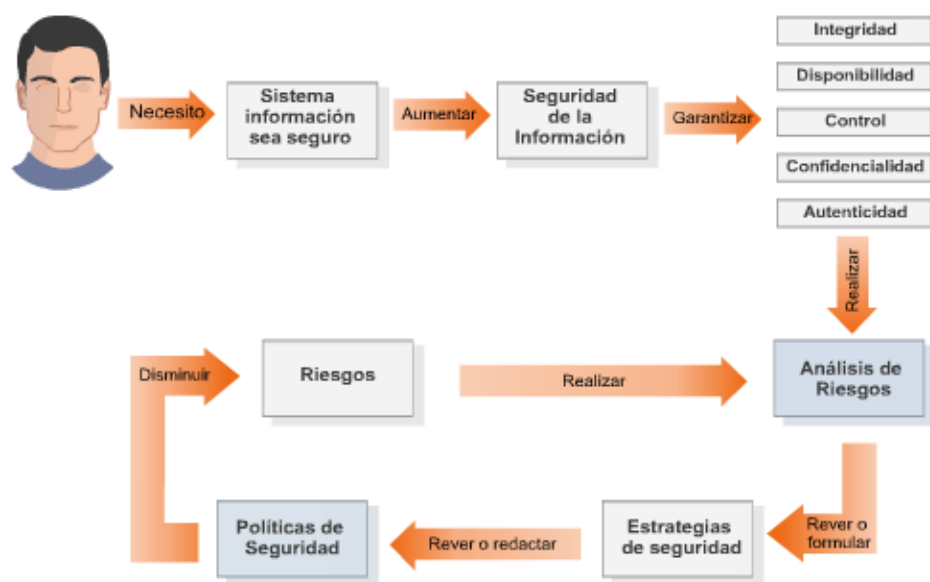 Necesito
Sistema
información
sea seguro
Aumentar
Seguridad
de la
Información
Garantizar
Integridad
Disponibilidad
Control
Confidencialidad
Autenticidad
Realizar
Disminuir
Riesgos
Realizar
Análisis de
Riesgos
Políticas de
Seguridad
Rever o redactar
Estrategias
de seguridad
Rever o
formular